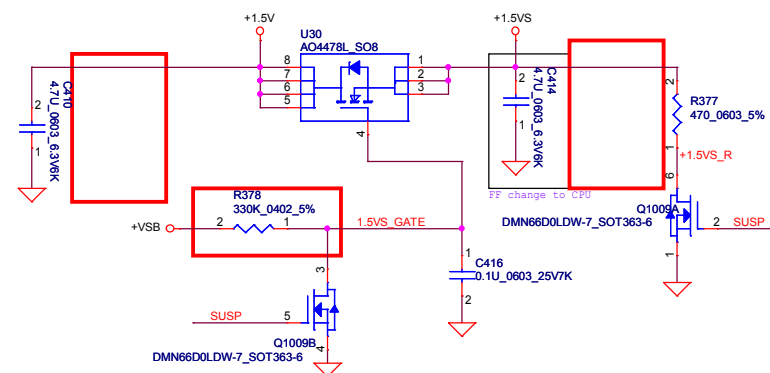 +1.5V
U30
AO4478L_SO8
8
7
6
5
1
2
3
4
+1.5VS
C410
4.7U_0603_6.3V6K
2
1
C414
4.7U_0603_6.3V6K
2
1
2
R377
470_0603_5%
1
+1.5VS_R
6
FF change to CPU
Q1009A
DMN66D0LDW-7_SOT363-6
2
SUSP
1
R378
330K_0402_5%
+VSB
2
1
1.5VS_GATE
1
C416
0.1U_0603_25V7K
2
3
SUSP
5
4
Q1009B
DMN66D0LDW-7_SOT363-6